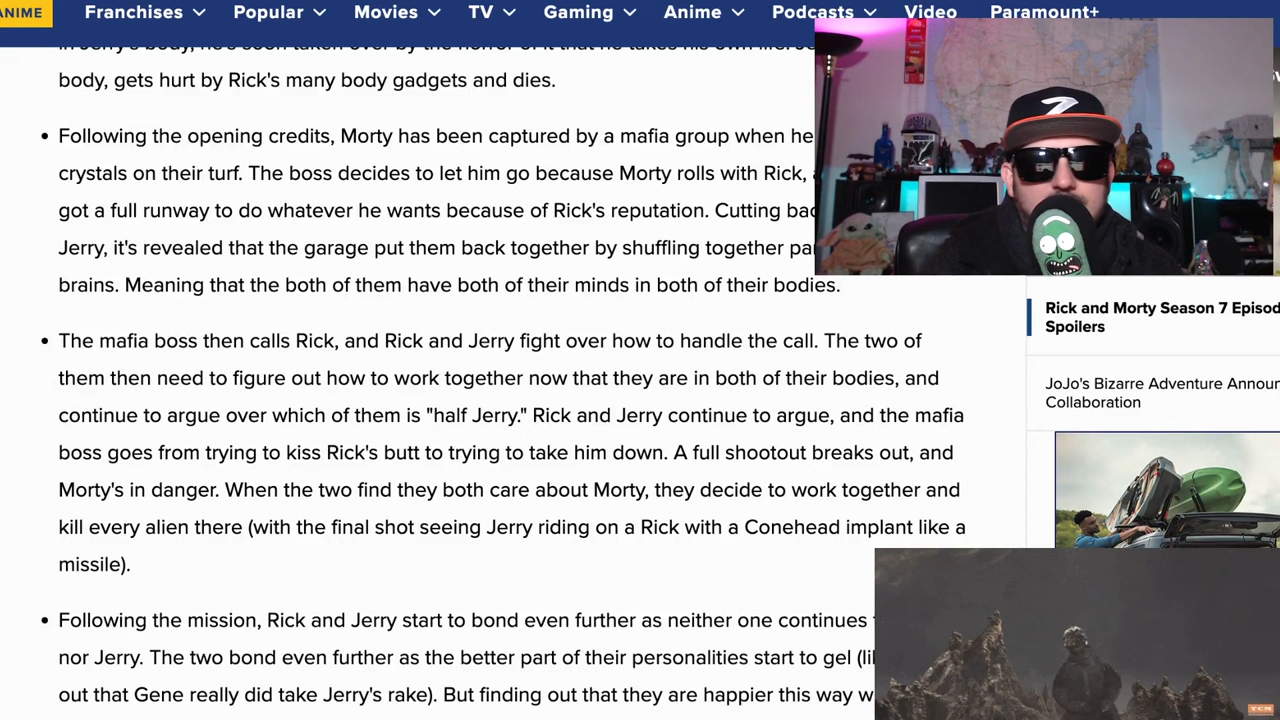 ANIME
Franchises Popular Movies TV Gaming Anime Podcasts Video Paramount+
body, gets hurt by Rick's many body gadgets and dies.
Following the opening credits, Morty has been captured by a mafia group when he
crystals on their turf. The boss decides to let him go because Morty rolls with Rick,
got a full runway to do whatever he wants because of Rick's reputation. Cutting
Jerry, it's revealed that the garage put them back together by shuffling together
brains. Meaning that the both of them have both of their minds in both of their bodies.
The mafia boss then calls Rick, and Rick and Jerry fight over how to handle the call. The two of
them then need to figure out how to work together now that they are in both of their bodies, and
continue to argue over which of them is "half Jerry." Rick and Jerry continue to argue, and the mafia
boss goes from trying to kiss Rick's butt to trying to take him down. A full shootout breaks out, and
Morty's in danger. When the two find they both care about Morty, they decide to work together and
kill every alien there (with the final shot seeing Jerry riding on a Rick with a Conehead implant like a
missile).
Following the mission, Rick and Jerry start to bond even further as neither one continues
nor Jerry. The two bond even further as the better part of their personalities start to gel
out that Gene really did take Jerry's rake). But finding out that they are happier this way
Rick and Morty Season 7
Spoilers
JoJo's Bizarre Adventure
Collaboration
TCM